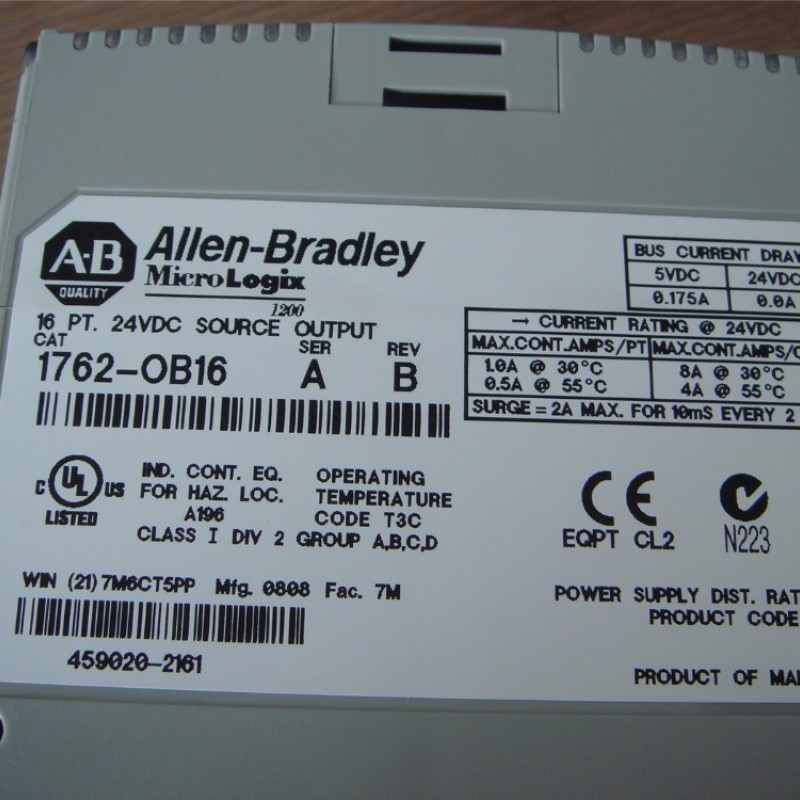 A-B
QUALITY
Allen-Bradley
MicroLogix
1200
16 PT. 24VDC SOURCE OUTPUT
CAT SER REV
1762-OB16 A B
BUS CURRENT DRAW
5VDC 24VDC
0.175A 0.0A
→ CURRENT RATING @ 24VDC
MAX.CONT.AMPS/PT MAX.CONT.AMPS/
1.0A @ 30°C 8A @ 30°C
0.5A @ 55°C 4A @ 55°C
SURGE = 2A MAX. FOR 10mS EVERY 2
C UL US
LISTED
IND. CONT. EQ.
FOR HAZ. LOC.
A196
OPERATING
TEMPERATURE
CODE T3C
CLASS I DIV 2 GROUP A,B,C,D
CE
EQPT CL2
N223
WIN (21) 7M6CT5PP Mfg. 0808 Fac. 7M
459020-2161
POWER SUPPLY DIST. RAT
PRODUCT CODE
PRODUCT OF MA